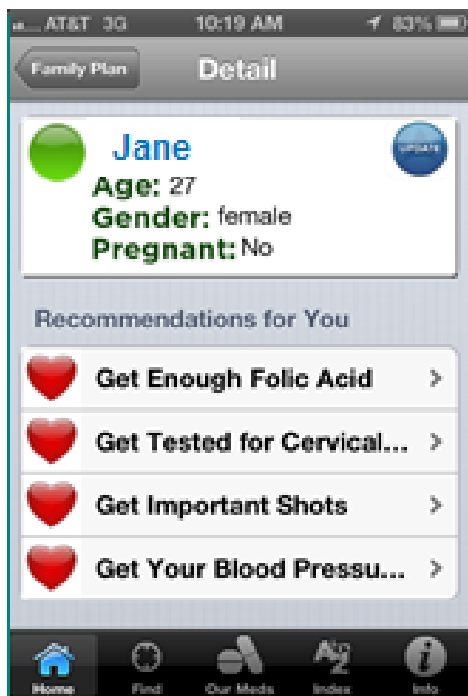 AT&T 3G 10:19 AM 83%
Family Plan Detail
Jane
UPDATE
Age: 27
Gender: female
Pregnant: No
Recommendations for You
Get Enough Folic Acid
Get Tested for Cervical...
Get Important Shots
Get Your Blood Pressu...
Home Find Our Meds Index Info